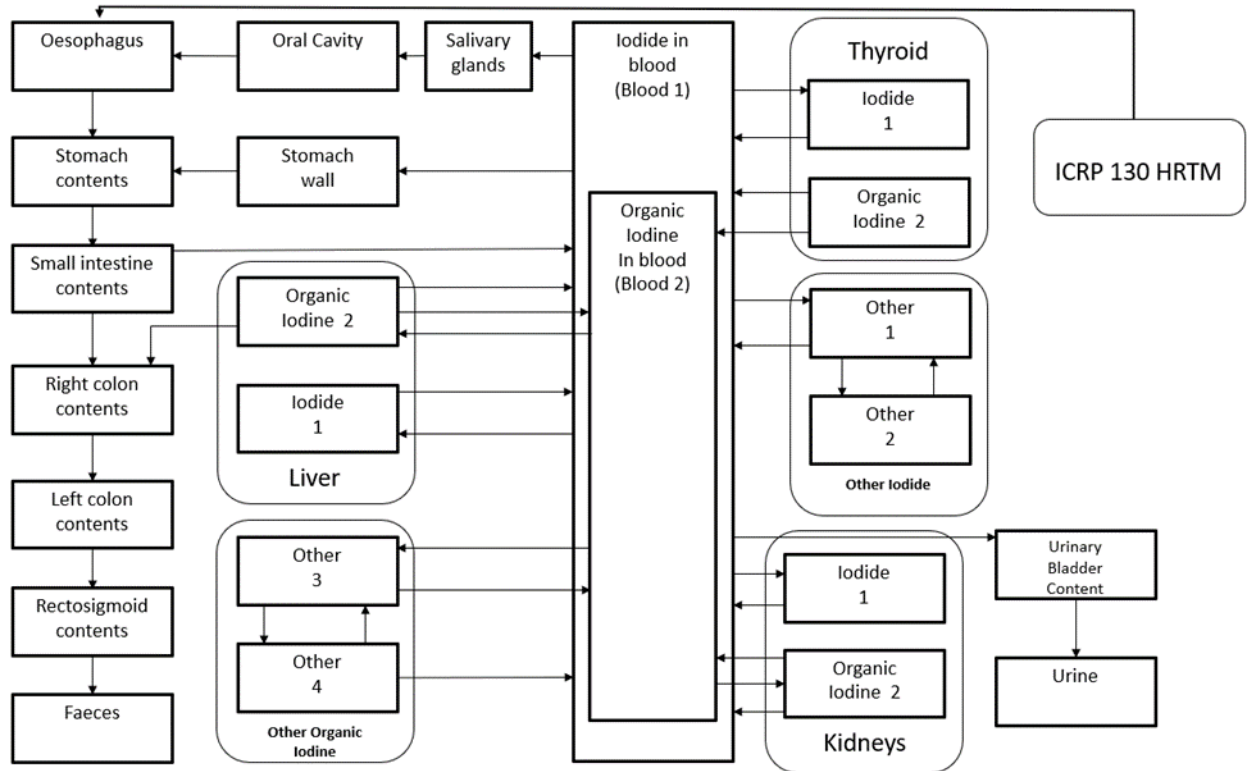 Oesophagus
Oral Cavity
Salivary
glands
Iodide in
blood
(Blood 1)
Thyroid
Iodide
1
Organic
Iodine 2
ICRP 130 HRTM
Stomach
contents
Stomach
wall
Organic
Iodine
In blood
(Blood 2)
Small intestine
contents
Organic
Iodine 2
Iodide
1
Liver
Other
1
Other
2
Other Iodide
Right colon
contents
Left colon
contents
Other
3
Other
4
Other Organic
Iodine
Rectosigmoid
contents
Faeces
Iodide
1
Organic
Iodine 2
Kidneys
Urinary
Bladder
Content
Urine